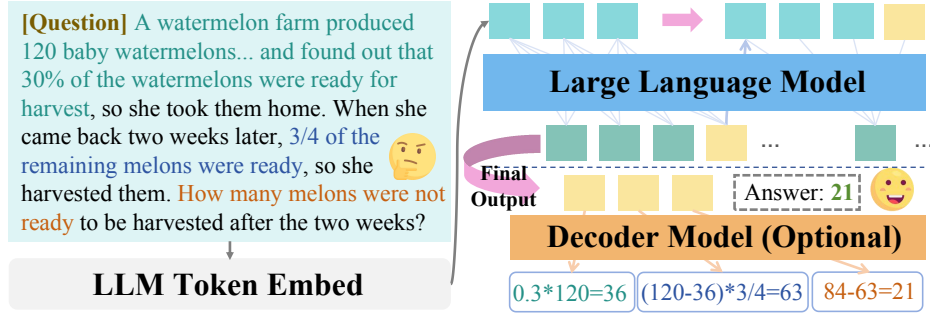 [Question] A watermelon farm produced
120 baby watermelons... and found out that
30% of the watermelons were ready for
harvest, so she took them home. When she
came back two weeks later, 3/4 of the
remaining melons were ready, so she
harvested them. How many melons were not
ready to be harvested after the two weeks?
LLM Token Embed
Large Language Model
...
...
Final
Output
Answer: 21
Decoder Model (Optional)
0.3*120=36
(120-36)*3/4=63
84-63=21